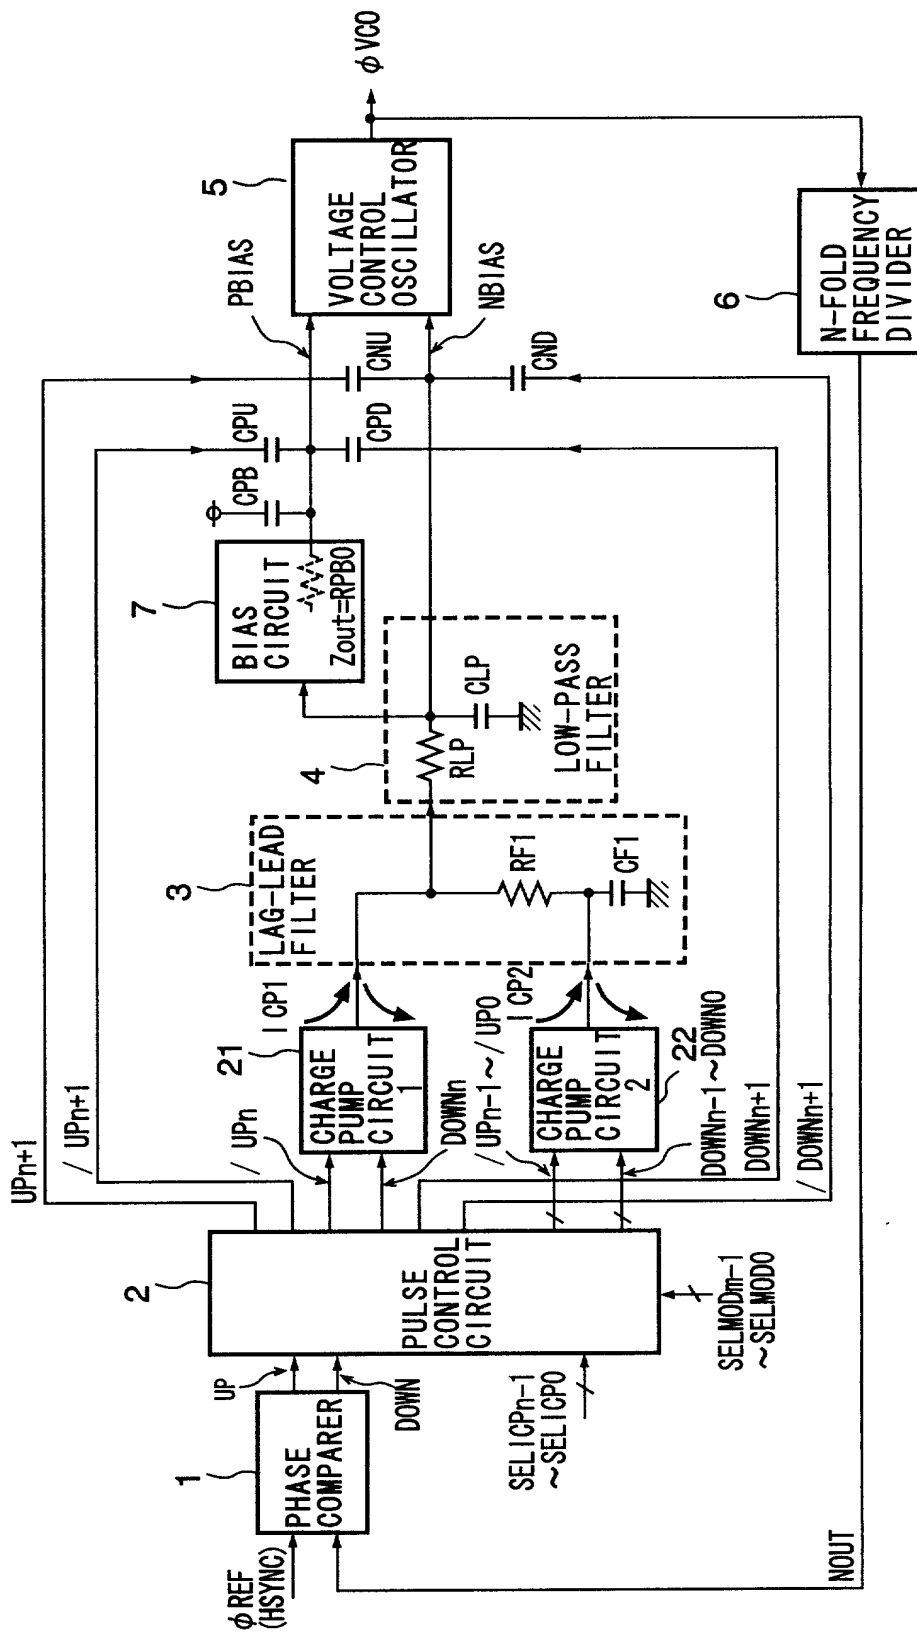 φREF
(HSYNC)
1
PHASE
COMPARER
UP
DOWN
2
PULSE
CONTROL
CIRCUIT
SELICPn-1
~SELICP0
SELMODm-1
~SELMOD0
UPn+1
/UPn+1
/UPn
DOWNn
21
CHARGE
PUMP
CIRCUIT
1
ICP1
/UPn-1~/UP0
ICP2
CHARGE
PUMP
CIRCUIT
2
22
DOWNn-1~DOWN0
DOWNn+1
/DOWNn+1
3
LAG-LEAD
FILTER
RF1
CF1
4
RLP
CLP
LOW-PASS
FILTER
7
BIAS
CIRCUIT
Zout=RPBO
CPB
CPU
CPD
CNU
CND
PBIAS
NBIAS
5
VOLTAGE
CONTROL
OSCILLATOR
φVCO
6
N-FOLD
FREQUENCY
DIVIDER
NOUT